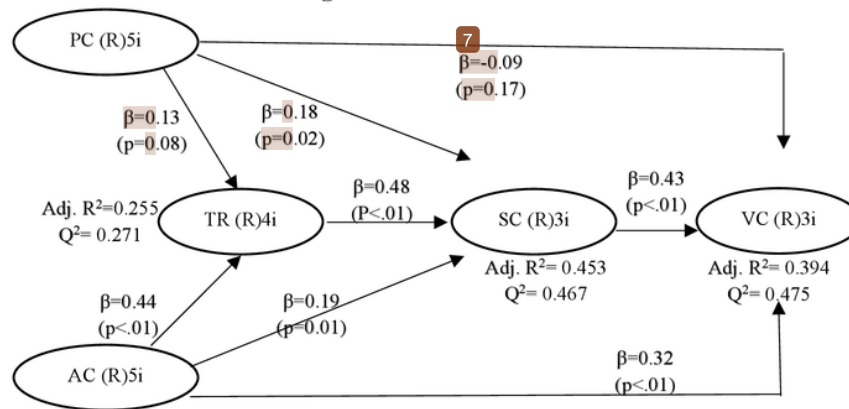 PC (R)5i
7
β=-0.09
(p=0.17)
β=0.13
(p=0.08)
β=0.18
(p=0.02)
Adj. R²=0.255
Q²= 0.271
TR (R)4i
β=0.48
(P<.01)
SC (R)3i
β=0.43
(p<.01)
VC (R)3i
Adj. R²= 0.453
Q²= 0.467
Adj. R²= 0.394
Q²= 0.475
β=0.44
(p<.01)
β=0.19
(p=0.01)
AC (R)5i
β=0.32
(p<.01)